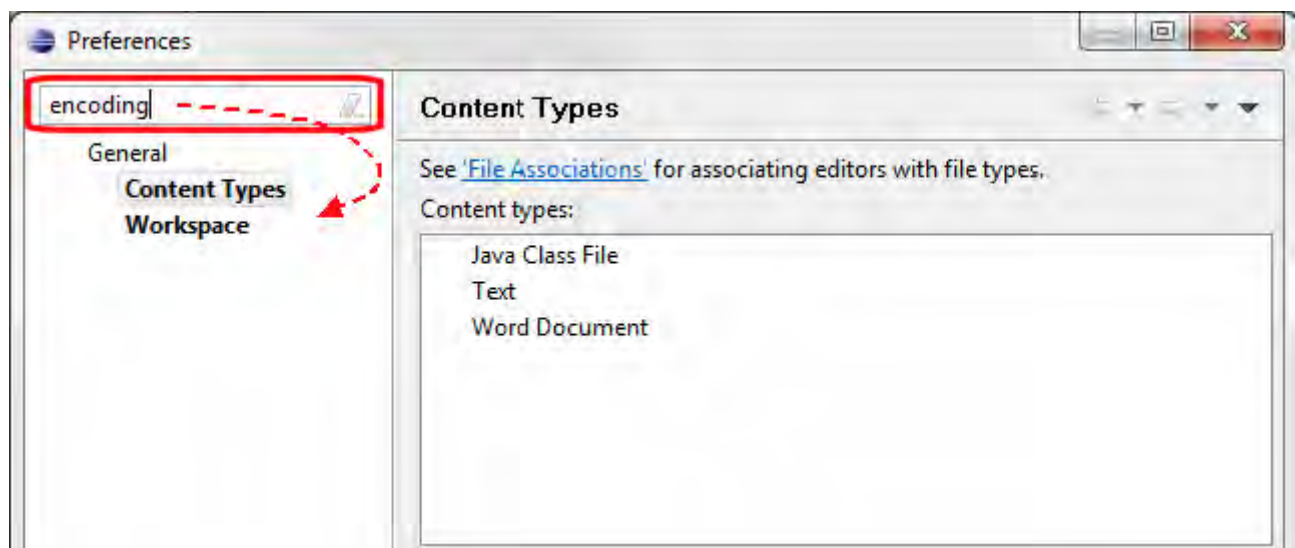 Preferences
encoding
General
Content Types
Workspace
Content Types
See 'File Associations' for associating editors with file types.
Content types:
Java Class File
Text
Word Document